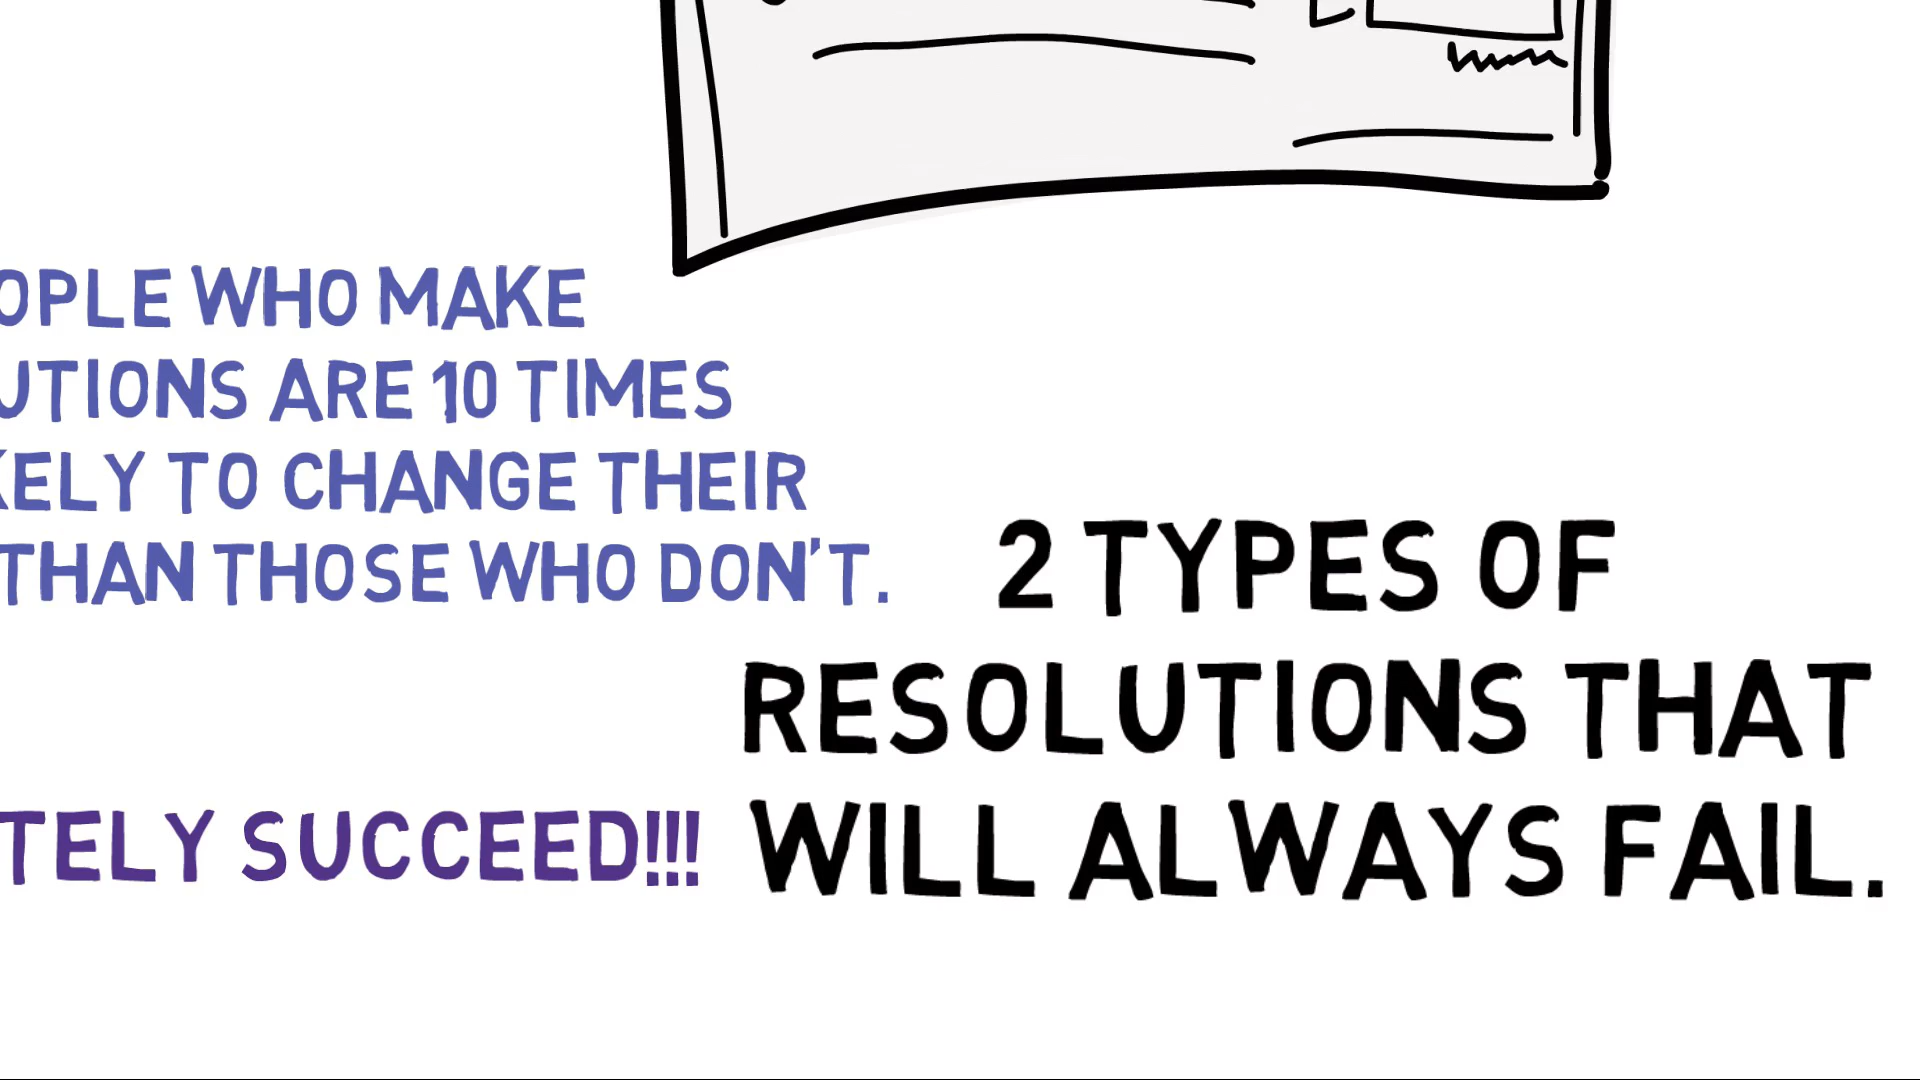 OPLE WHO MAKE
UTIONS ARE 10 TIMES
KELY TO CHANGE THEIR
THAN THOSE WHO DON'T.
2 TYPES OF
RESOLUTIONS THAT
WILL ALWAYS FAIL.
TELY SUCCEED!!!